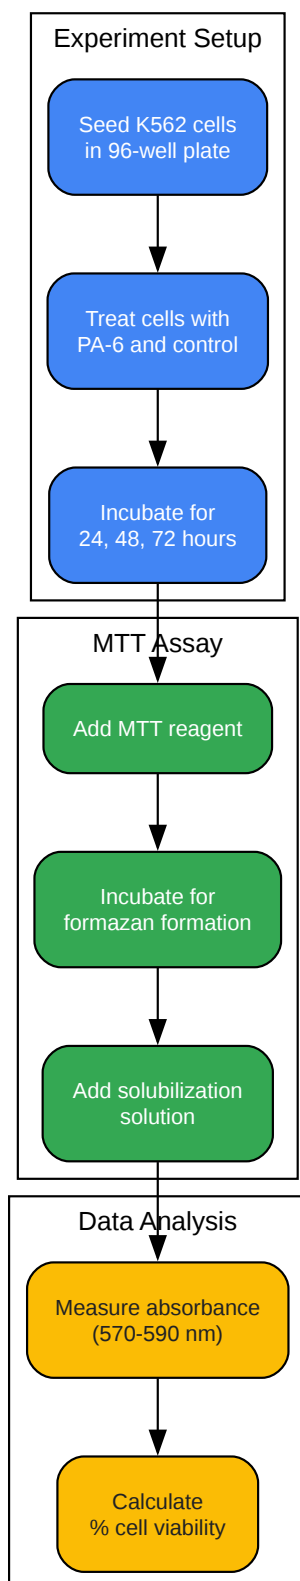 Experiment Setup
Seed K562 cells
in 96-well plate
Treat cells with
PA-6 and control
Incubate for
24, 48, 72 hours
MTT Assay
Add MTT reagent
Incubate for
formazan formation
Add solubilization
solution
Data Analysis
Measure absorbance
(570-590 nm)
Calculate
% cell viability